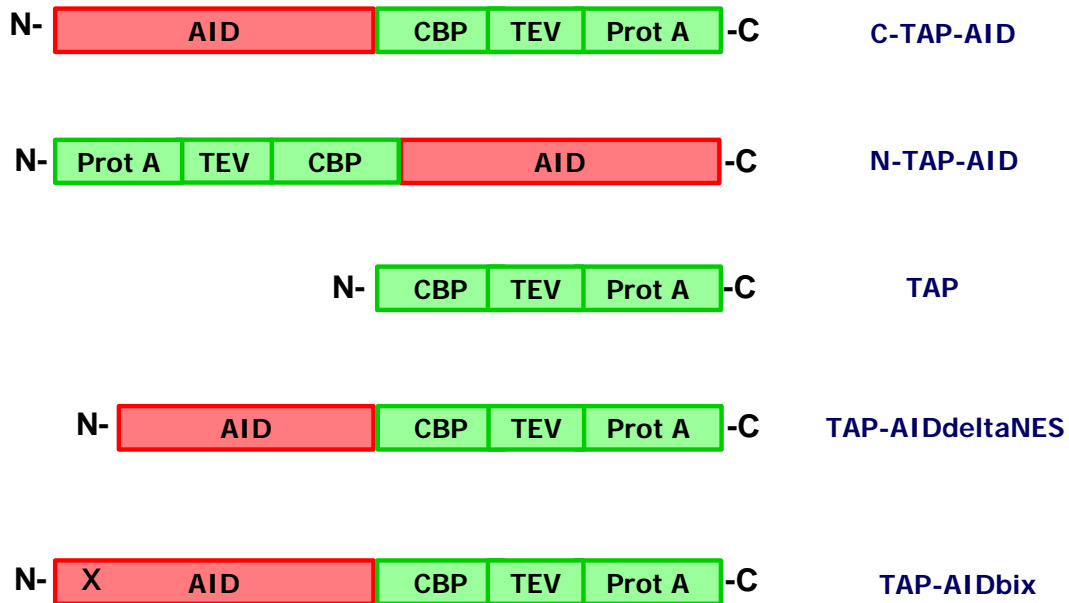 N- AID CBP TEV Prot A -C C-TAP-AID
N- Prot A TEV CBP AID -C N-TAP-AID
N- CBP TEV Prot A -C TAP
N- AID CBP TEV Prot A -C TAP-AIDdeltaNES
N- X AID CBP TEV Prot A -C TAP-AIDbix